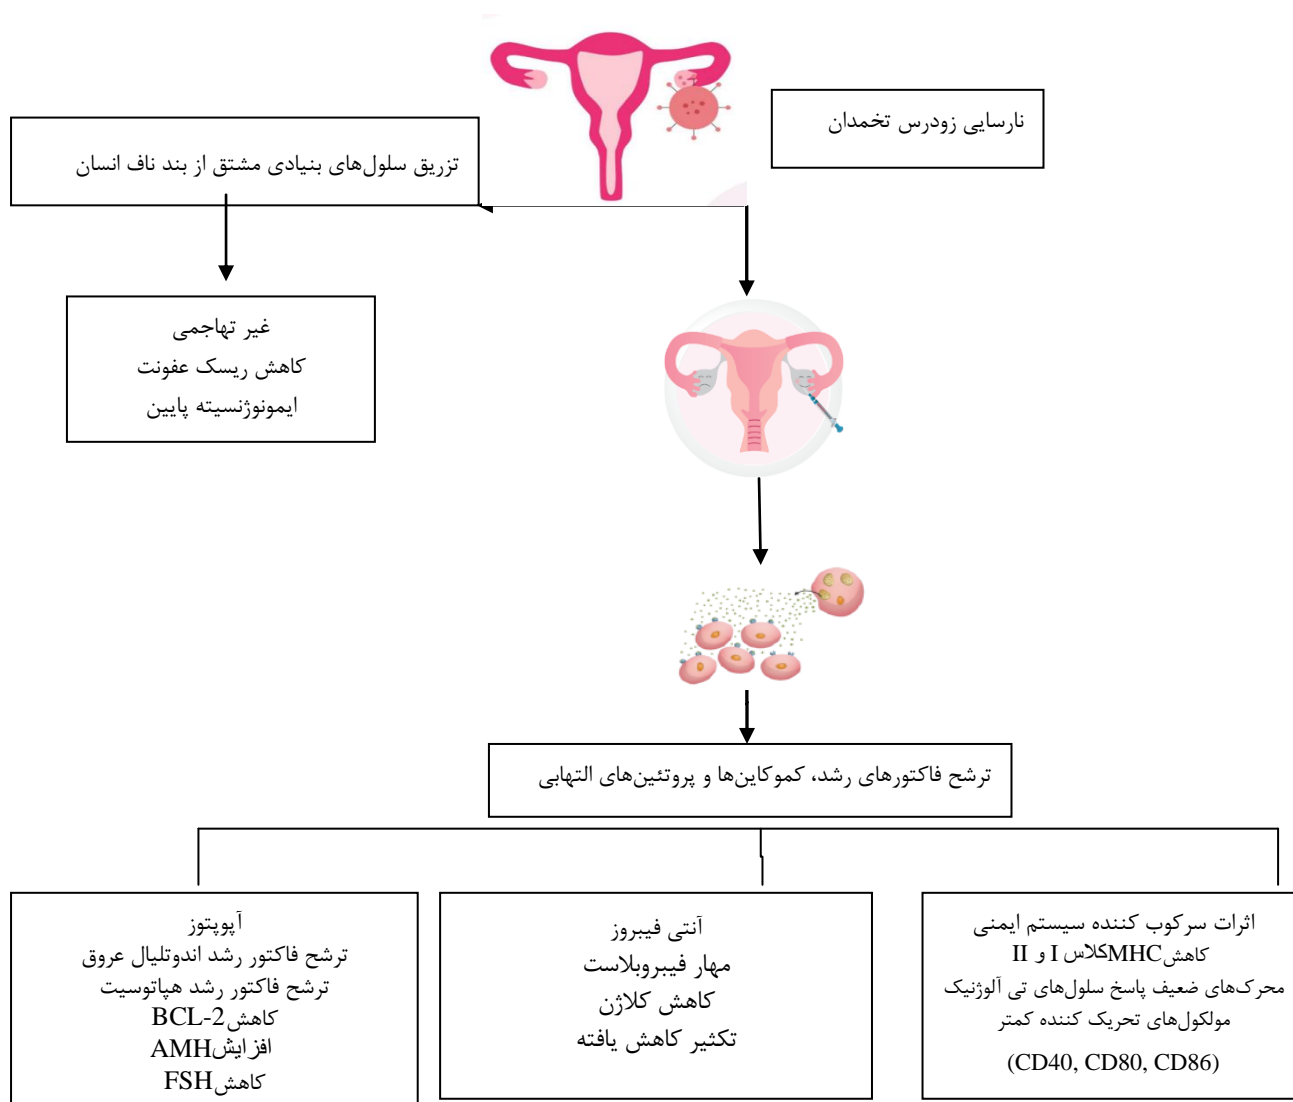 نارسایی زودرس تخمدان
تزریق سلول‌های بنیادی مشتق از بند ناف انسان
غیر تهاجمی
کاهش ریسک عفونت
ایمونوژنسیته پایین
ترشح فاکتورهای رشد، کموکاین‌ها و پروتئین‌های التهابی
اثرات سرکوب کننده سیستم ایمنی
کاهشMHCکلاس I و II
محرک‌های ضعیف پاسخ سلول‌های تی آلوژنیک
مولکول‌های تحریک کننده کمتر
(CD40, CD80, CD86)
آنتی فیبروز
مهار فیبروبلاست
کاهش کلاژن
تکثیر کاهش یافته
آپوپتوز
ترشح فاکتور رشد اندوتلیال عروق
ترشح فاکتور رشد هپاتوسیت
کاهشBCL-2
افزایشAMH
کاهشFSH